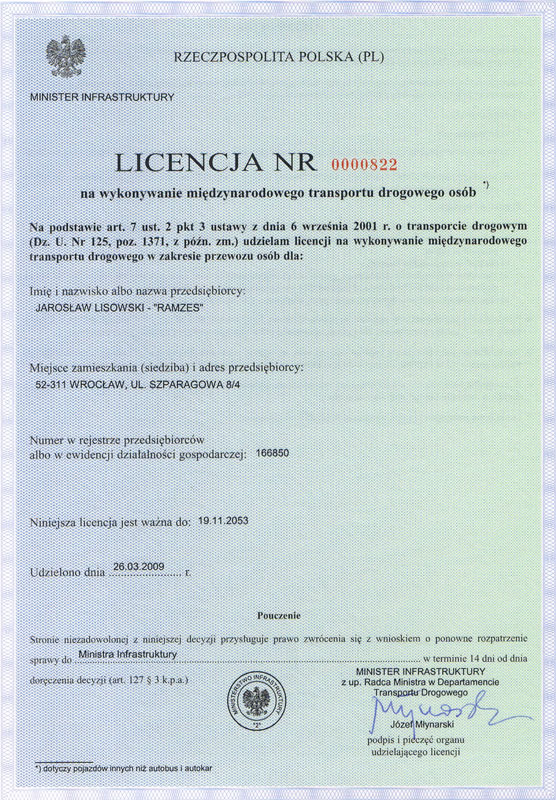 RZECZPOSPOLITA POLSKA (PL)
MINISTER INFRASTRUKTURY
LICENCJA NR 0000822
na wykonywanie międzynarodowego transportu drogowego osób *)
Na podstawie art. 7 ust. 2 pkt 3 ustawy z dnia 6 września 2001 r. o transporcie drogowym
(Dz. U. Nr 125, poz. 1371, z późn. zm.) udzielam licencji na wykonywanie międzynarodowego
transportu drogowego w zakresie przewozu osób dla:
Imię i nazwisko albo nazwa przedsiębiorcy:
JAROSŁAW LISOWSKI - "RAMZES"
Miejsce zamieszkania (siedziba) i adres przedsiębiorcy:
52-311 WROCŁAW, UL. SZPARAGOWA 8/4
Numer w rejestrze przedsiębiorców
albo w ewidencji działalności gospodarczej: 166850
Niniejsza licencja jest ważna do: 19.11.2053
Udzielono dnia 26.03.2009 r.
Pouczenie
Stronie niezadowolonej z niniejszej decyzji przysługuje prawo zwrócenia się z wnioskiem o ponowne rozpatrzenie
sprawy do Ministra Infrastruktury w terminie 14 dni od dnia
doręczenia decyzji (art. 127 § 3 k.p.a.)
MINISTERSTWO INFRASTRUKTURY
"2"
MINISTER INFRASTRUKTURY
z up. Radca Ministra w Departamencie
Transportu Drogowego
Józef Młynarski
podpis i pieczęć organu
udzielającego licencji
*) dotyczy pojazdów innych niż autobus i autokar